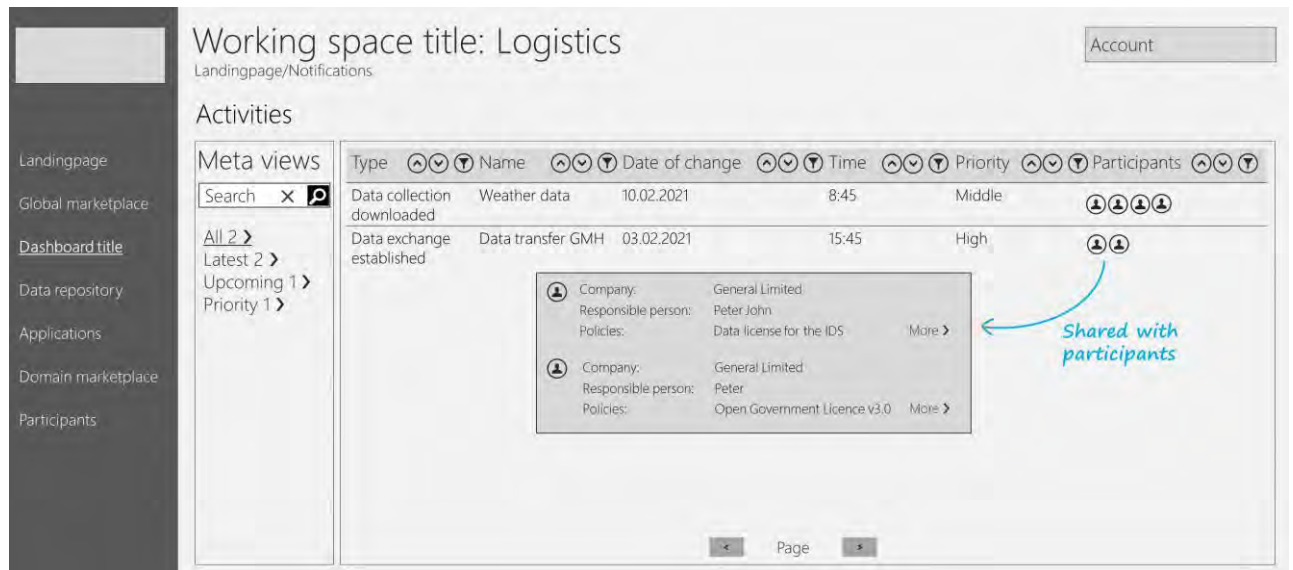 Working space title: Logistics
Landingpage/Notifications
Account
Activities
Landingpage
Global marketplace
Dashboard title
Data repository
Applications
Domain marketplace
Participants
Meta views
Search
All 2
Latest 2
Upcoming 1
Priority 1
Type Name Date of change Time Priority Participants
Data collection downloaded Weather data 10.02.2021 8:45 Middle
Data exchange established Data transfer GMH 03.02.2021 15:45 High
Company: General Limited
Responsible person: Peter John
Policies: Data license for the IDS More
Company: General Limited
Responsible person: Peter
Policies: Open Government Licence v3.0 More
Shared with
participants
Page